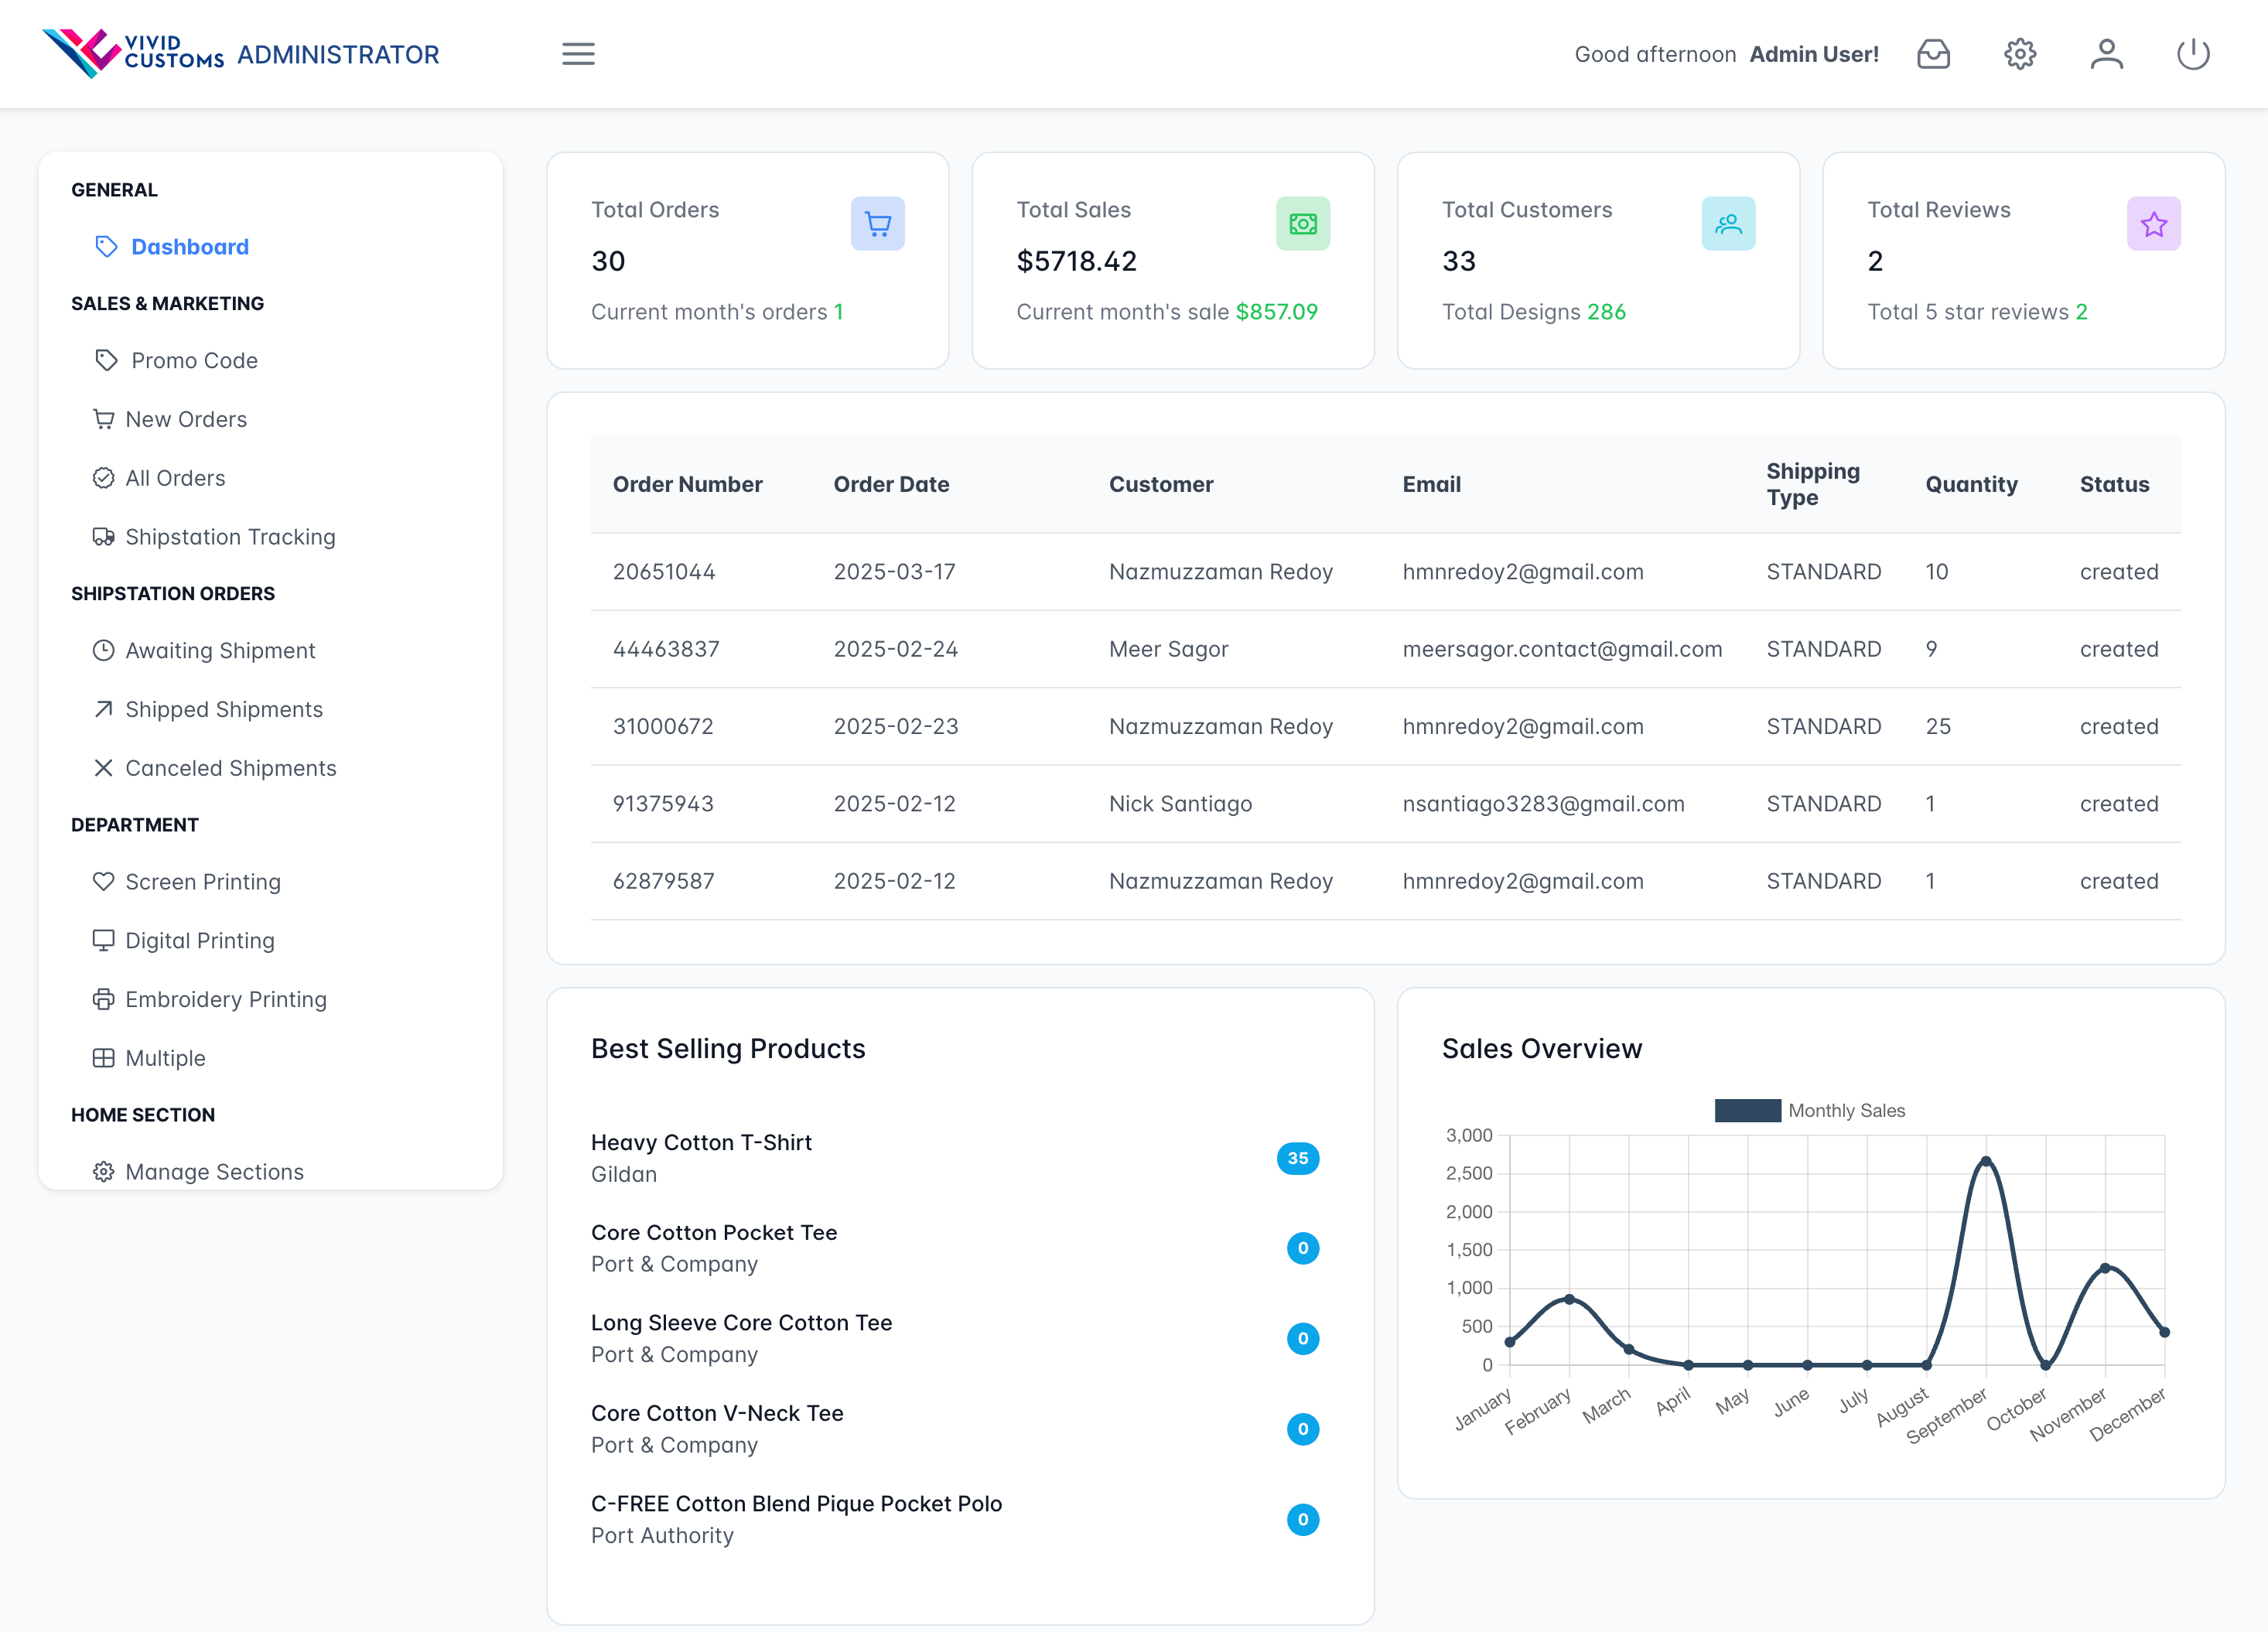 VIVID
CUSTOMS
ADMINISTRATOR
Good afternoon Admin User!
GENERAL
Dashboard
SALES & MARKETING
Promo Code
New Orders
All Orders
Shipstation Tracking
SHIPSTATION ORDERS
Awaiting Shipment
Shipped Shipments
Canceled Shipments
DEPARTMENT
Screen Printing
Digital Printing
Embroidery Printing
Multiple
HOME SECTION
Manage Sections
Total Orders
30
Current month's orders 1
Total Sales
$5718.42
Current month's sale $857.09
Total Customers
33
Total Designs 286
Total Reviews
2
Total 5 star reviews 2
Order Number Order Date Customer Email Shipping Type Quantity Status
20651044 2025-03-17 Nazmuzzaman Redoy hmnredoy2@gmail.com STANDARD 10 created
44463837 2025-02-24 Meer Sagor meersagor.contact@gmail.com STANDARD 9 created
31000672 2025-02-23 Nazmuzzaman Redoy hmnredoy2@gmail.com STANDARD 25 created
91375943 2025-02-12 Nick Santiago nsantiago3283@gmail.com STANDARD 1 created
62879587 2025-02-12 Nazmuzzaman Redoy hmnredoy2@gmail.com STANDARD 1 created
Best Selling Products
Heavy Cotton T-Shirt
Gildan
35
Core Cotton Pocket Tee
Port & Company
0
Long Sleeve Core Cotton Tee
Port & Company
0
Core Cotton V-Neck Tee
Port & Company
0
C-FREE Cotton Blend Pique Pocket Polo
Port Authority
0
Sales Overview
Monthly Sales
3,000
2,500
2,000
1,500
1,000
500
0
January
February
March
April
May
June
July
August
September
October
November
December